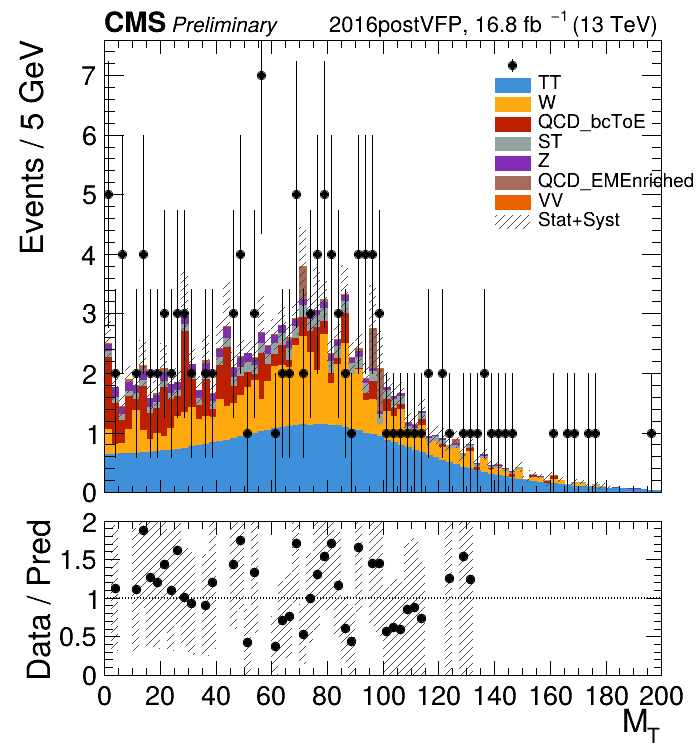 CMS Preliminary 2016postVFP, 16.8 fb⁻¹ (13 TeV)
Events / 5 GeV
7
6
5
4
3
2
1
0
TT
W
QCD_bcToE
ST
Z
QCD_EMEnriched
VV
Stat+Syst
Data / Pred
2
1.5
1
0.5
0
0 20 40 60 80 100 120 140 160 180 200
M_T